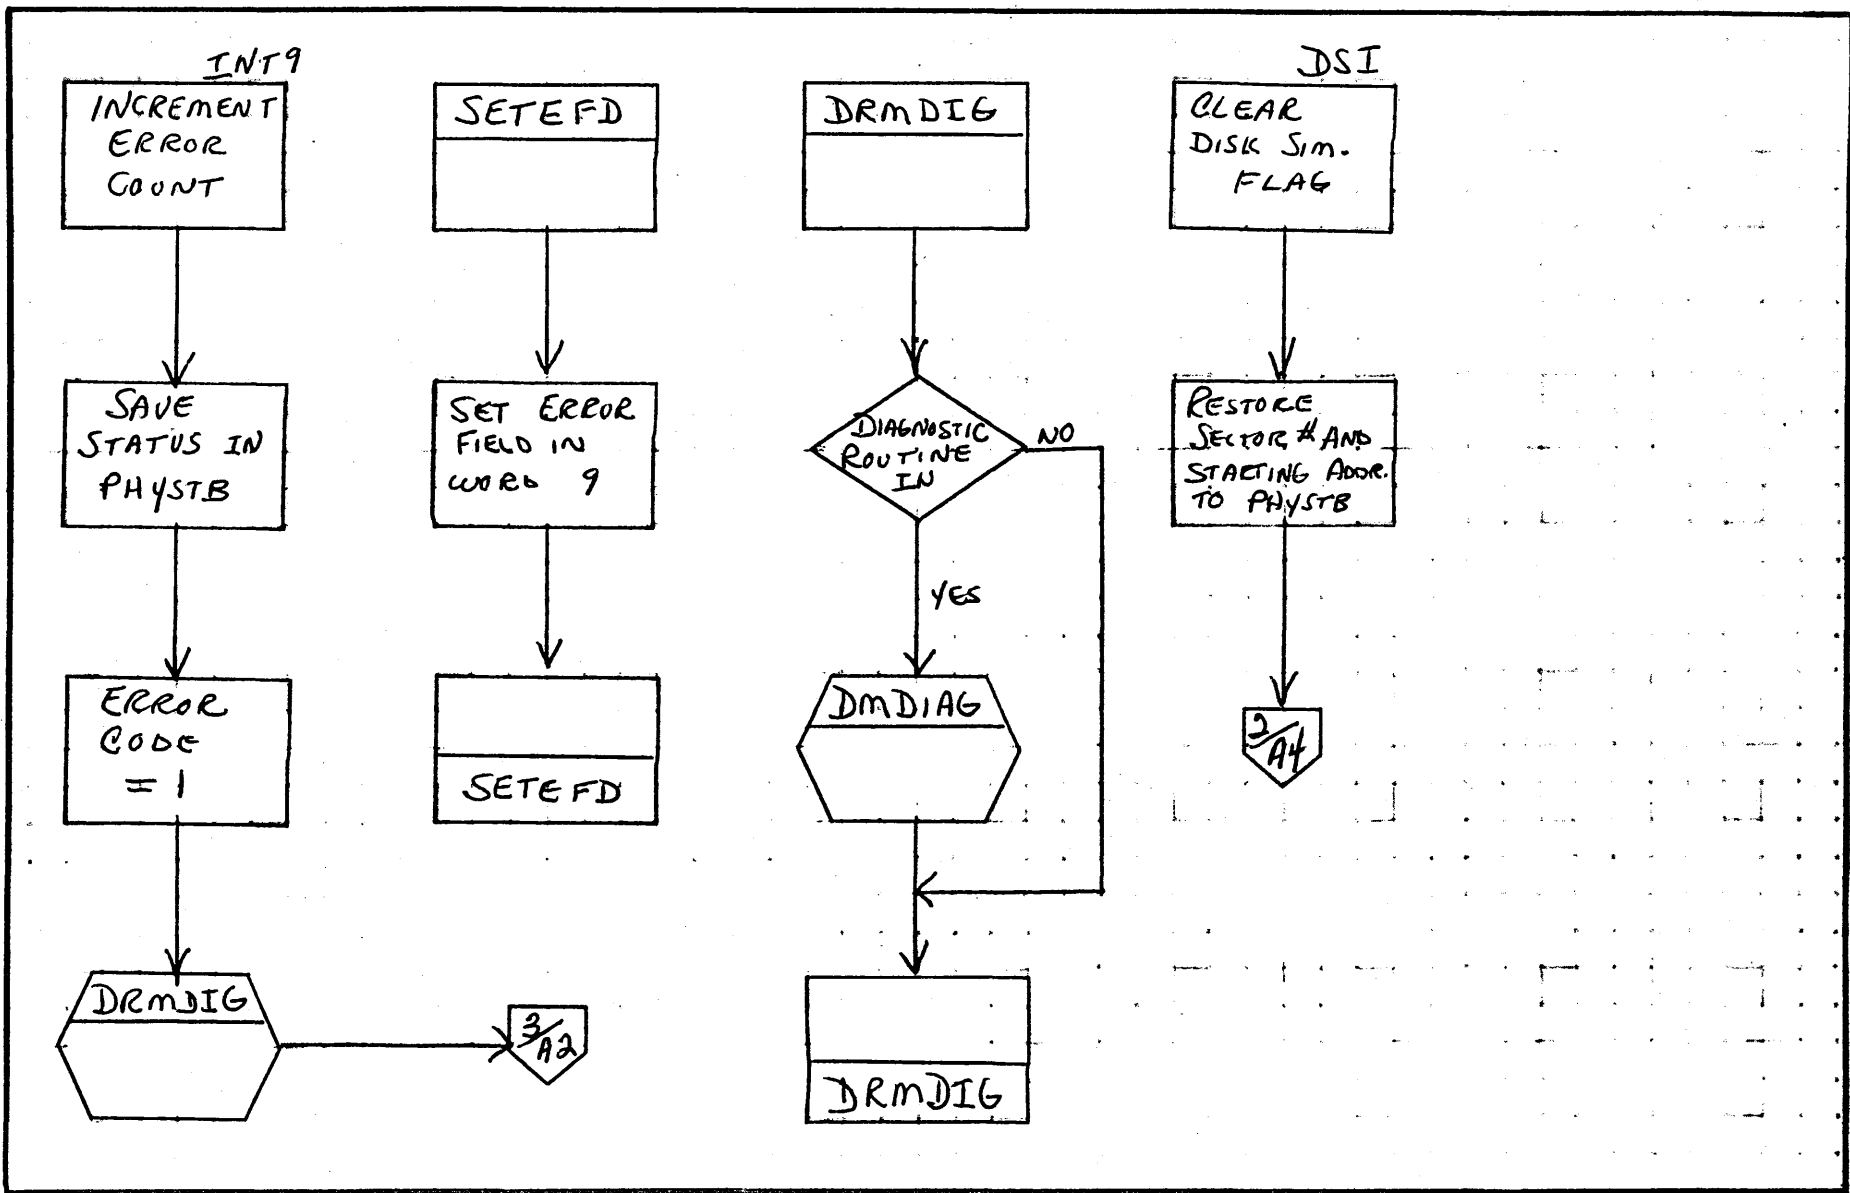 INT9
INCREMENT
ERROR
COUNT
SAVE
STATUS IN
PHYSTB
ERROR
CODE
= 1
DRMDIG
3/A2
SETEFD
SET ERROR
FIELD IN
WORD 9
SETEFD
DRMDIG
DIAGNOSTIC
ROUTINE
IN
NO
YES
DMDIAG
DRMDIG
DSI
CLEAR
DISK SIM.
FLAG
RESTORE
SECTOR # AND
STARTING ADDR.
TO PHYSTB
2/A4